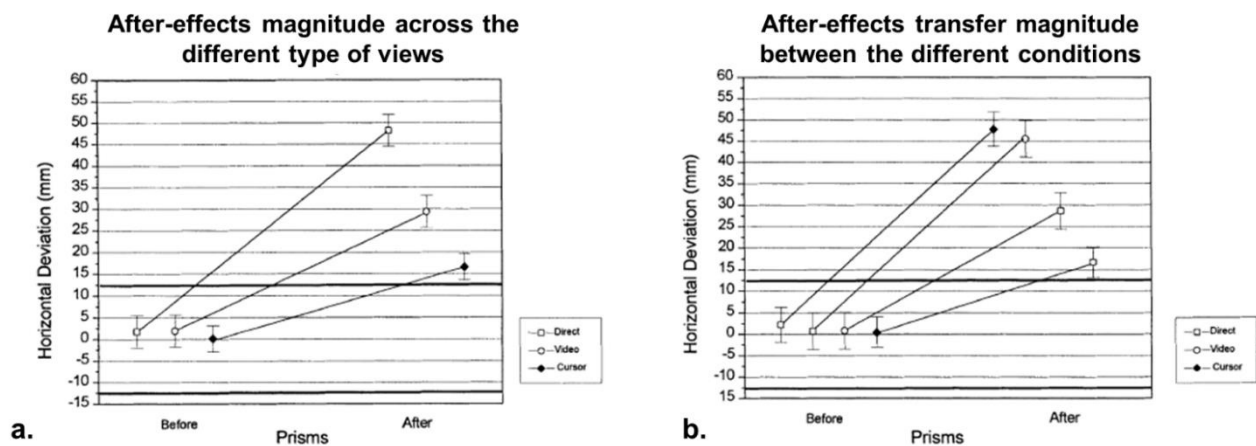 After-effects magnitude across the
different type of views
60
55
50
45
40
35
30
25
20
15
10
5
0
-5
-10
-15
Horizontal Deviation (mm)
Before
After
Prisms
Direct
Video
Cursor
a.
After-effects transfer magnitude
between the different conditions
60
55
50
45
40
35
30
25
20
15
10
5
0
-5
-10
15
Horizontal Deviation (mm)
Before
After
Prisms
Direct
Video
Cursor
b.